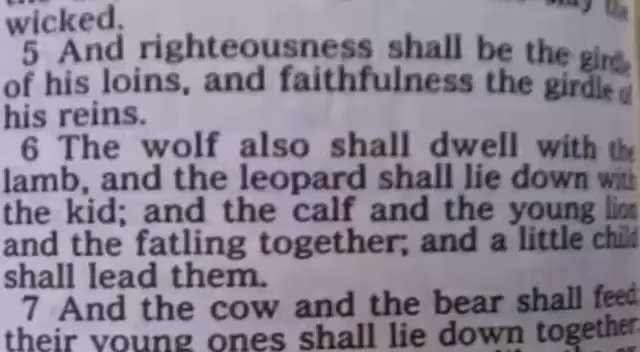 wicked.
5 And righteousness shall be the girdle
of his loins, and faithfulness the girdle of
his reins.
6 The wolf also shall dwell with the
lamb, and the leopard shall lie down with
the kid; and the calf and the young lion
and the fatling together; and a little child
shall lead them.
7 And the cow and the bear shall feed
their young ones shall lie down together